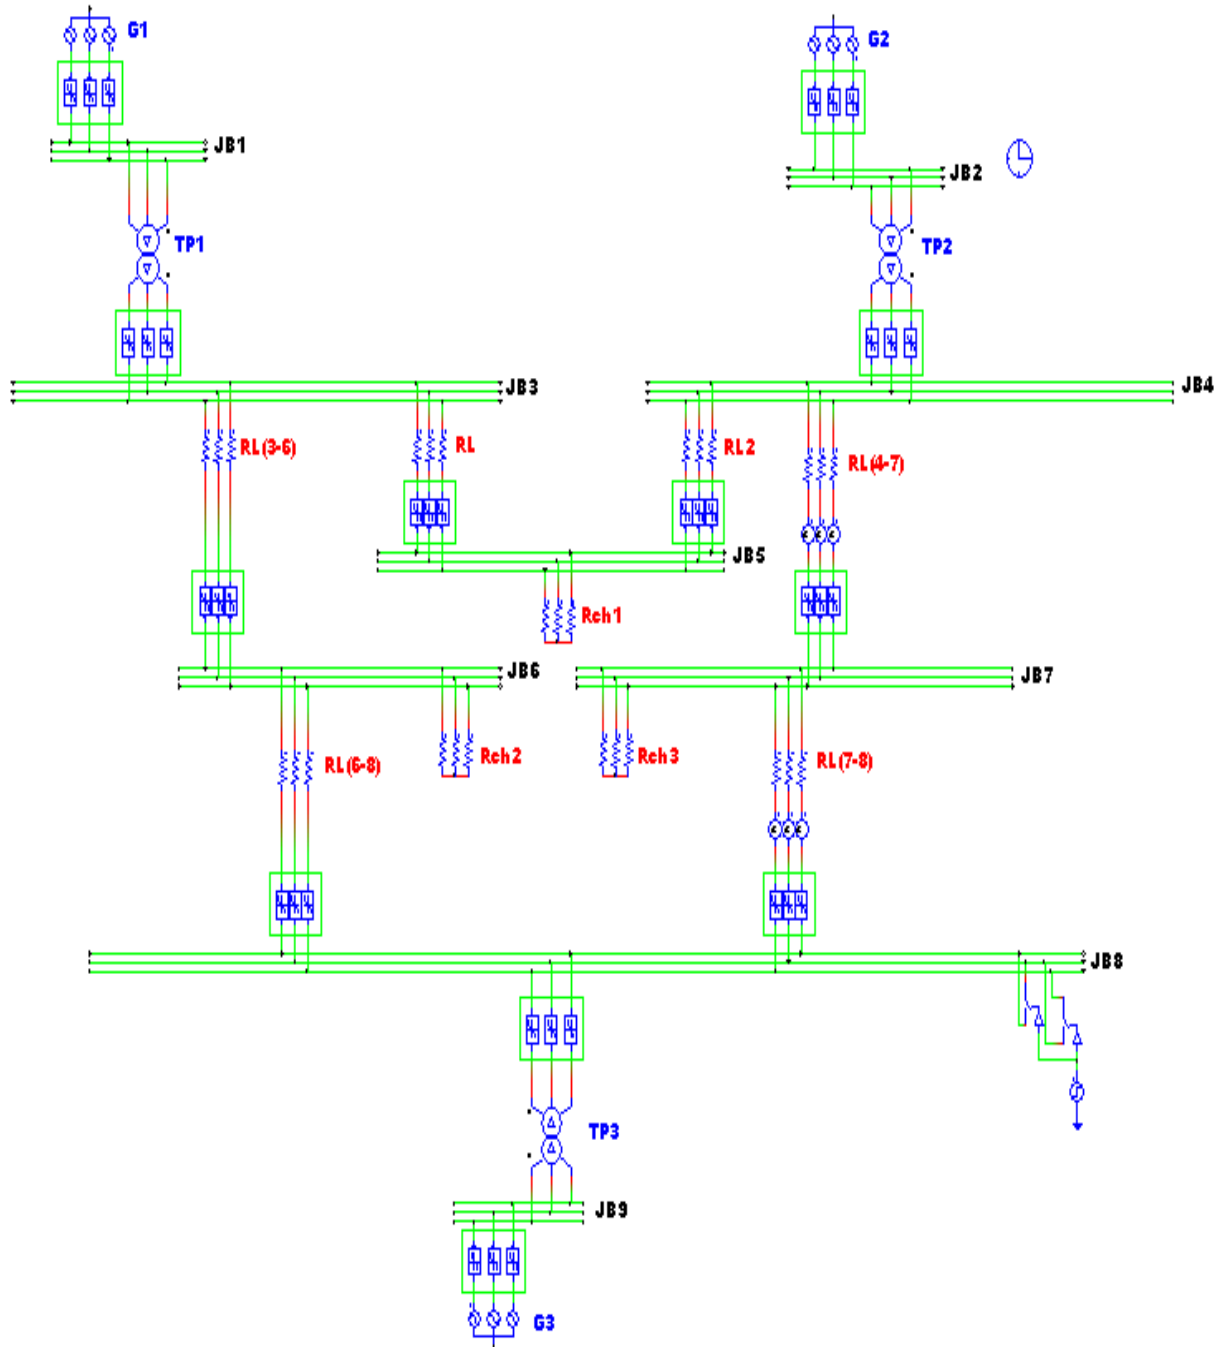 G1
G2
JB1
JB2
TP1
TP2
JB3
JB4
RL(3-6)
RL
RL2
RL(4-7)
JB5
Rch1
JB6
JB7
RL(6-8)
Rch2
Rch3
RL(7-8)
JB8
TP3
JB9
G3